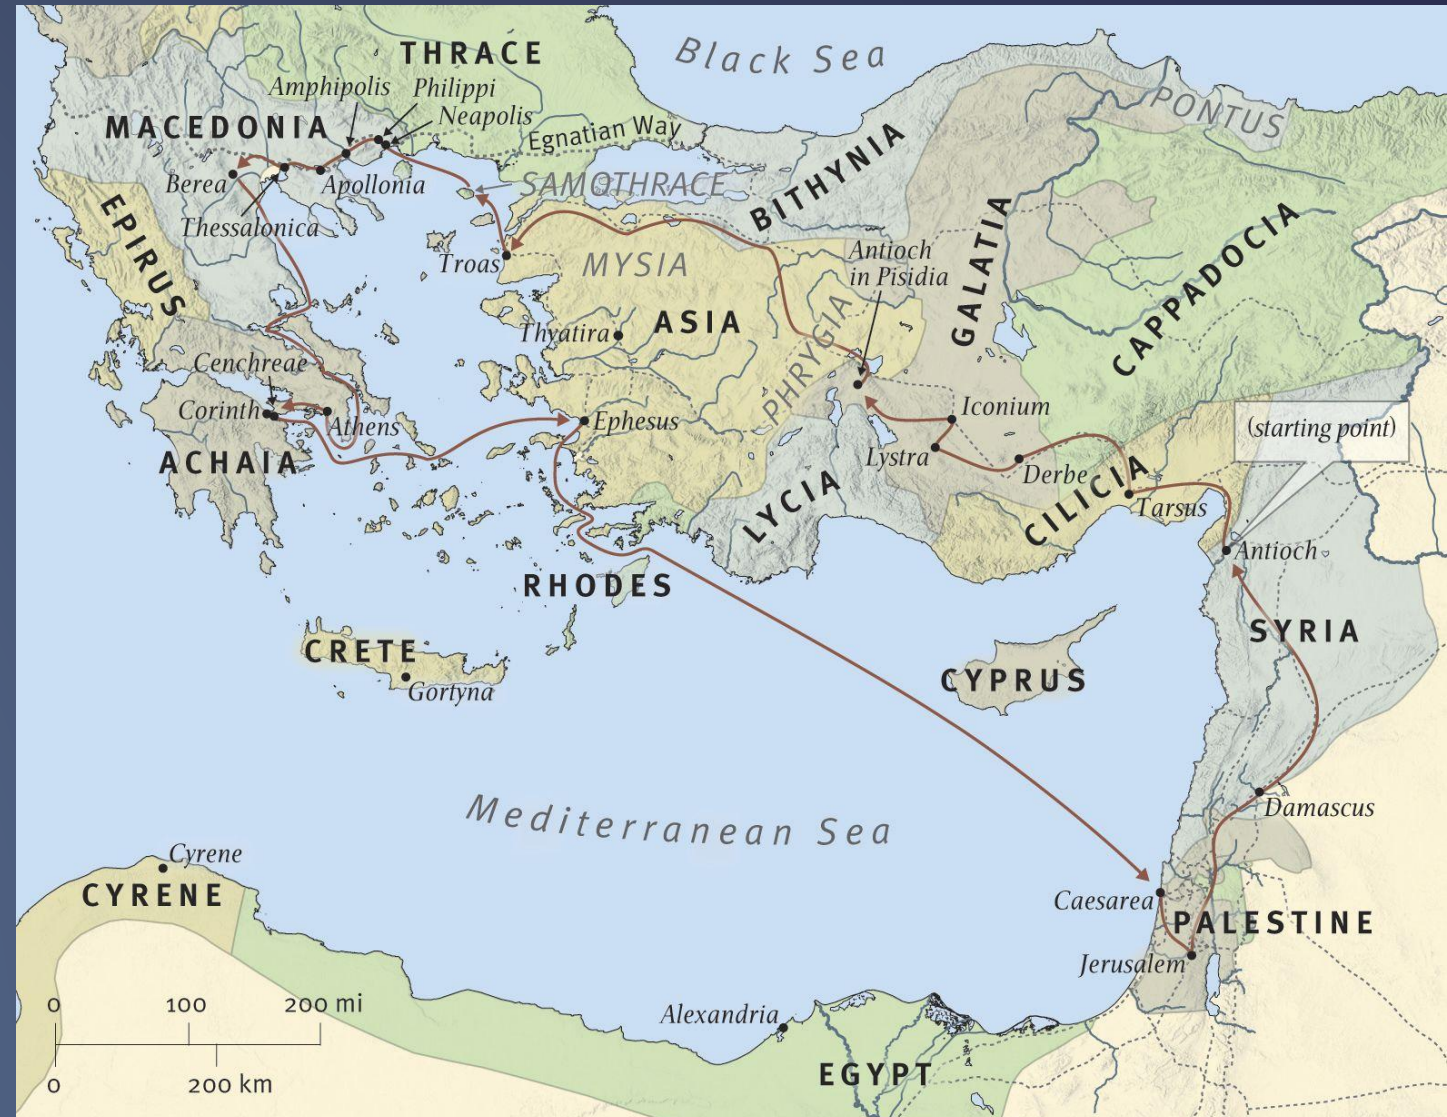 Black Sea
THRACE
Amphipolis
Philippi
Neapolis
MACEDONIA
Egnatian Way
PONTUS
Berea
Apollonia
SAMOTHRACE
BITHYNIA
Thessalonica
EPIRUS
Troas
MYSIA
Antioch
in Pisidia
GALATIA
CAPPADOCIA
Thyatira
ASIA
PHRYGIA
Cenchreae
Corinth
Athens
Ephesus
Iconium
(starting point)
ACHAIA
Lystra
Derbe
LYCIA
CILICIA
Tarsus
Antioch
RHODES
SYRIA
CRETE
Gortyna
CYPRUS
Mediterranean Sea
Damascus
Cyrene
CYRENE
Caesarea
PALESTINE
Jerusalem
0 100 200 mi
Alexandria
0 200 km
EGYPT